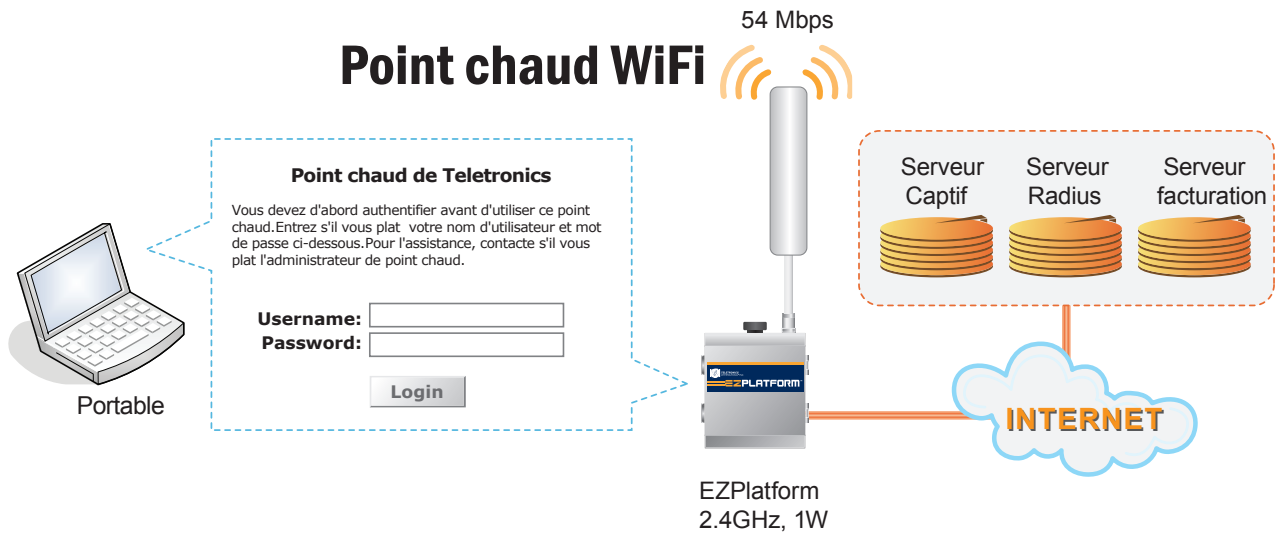 54 Mbps
Point chaud WiFi
Point chaud de Teletronics
Vous devez d'abord authentifier avant d'utiliser ce point
chaud.Entrez s'il vous plat votre nom d'utilisateur et mot
de passe ci-dessous.Pour l'assistance, contacte s'il vous
plat l'administrateur de point chaud.
Username:
Password:
Login
Portable
Serveur
Captif
Serveur
Radius
Serveur
facturation
TELETRONICS
EZPLATFORM
INTERNET
EZPlatform
2.4GHz, 1W